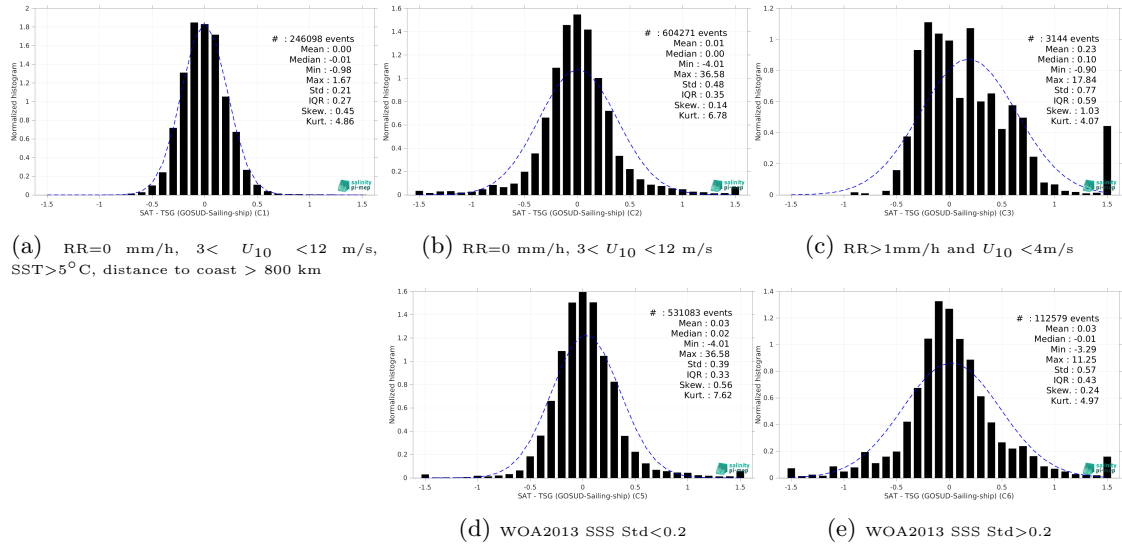 2
1.8
1.6
1.4
1.2
1
0.8
0.6
0.4
0.2
0
-1.5 -1 -0.5 0 0.5 1 1.5
Normalized histogram
# : 246098 events
Mean : 0.00
Median : -0.01
Min : -0.98
Max : 1.67
Std : 0.21
IQR : 0.27
Skew. : 0.45
Kurt. : 4.86
salinity
pi-mep
SAT - TSG (GOSUD-Sailing-ship) (C1)
(a) RR=0 mm/h, 3< U10 <12 m/s,
SST>5°C, distance to coast > 800 km
1.6
1.4
1.2
1
0.8
0.6
0.4
0.2
0
-1.5 -1 -0.5 0 0.5 1 1.5
Normalized histogram
# : 604271 events
Mean : 0.01
Median : 0.00
Min : -4.01
Max : 36.58
Std : 0.48
IQR : 0.35
Skew. : 0.14
Kurt. : 6.78
salinity
pi-mep
SAT - TSG (GOSUD-Sailing-ship) (C2)
(b) RR=0 mm/h, 3< U10 <12 m/s
1.2
1
0.8
0.6
0.4
0.2
0
-1.5 -1 -0.5 0 0.5 1 1.5
Normalized histogram
# : 3144 events
Mean : 0.23
Median : 0.10
Min : -0.90
Max : 17.84
Std : 0.77
IQR : 0.59
Skew. : 1.03
Kurt. : 4.07
salinity
pi-mep
SAT - TSG (GOSUD-Sailing-ship) (C3)
(c) RR>1mm/h and U10 <4m/s
1.6
1.4
1.2
1
0.8
0.6
0.4
0.2
0
-1.5 -1 -0.5 0 0.5 1 1.5
Normalized histogram
# : 531083 events
Mean : 0.03
Median : 0.02
Min : -4.01
Max : 36.58
Std : 0.39
IQR : 0.33
Skew. : 0.56
Kurt. : 7.62
salinity
pi-mep
SAT - TSG (GOSUD-Sailing-ship) (C5)
(d) WOA2013 SSS Std<0.2
1.4
1.2
1
0.8
0.6
0.4
0.2
0
-1.5 -1 -0.5 0 0.5 1 1.5
Normalized histogram
# : 112579 events
Mean : 0.03
Median : -0.01
Min : -3.29
Max : 11.25
Std : 0.57
IQR : 0.43
Skew. : 0.24
Kurt. : 4.97
salinity
pi-mep
SAT - TSG (GOSUD-Sailing-ship) (C6)
(e) WOA2013 SSS Std>0.2